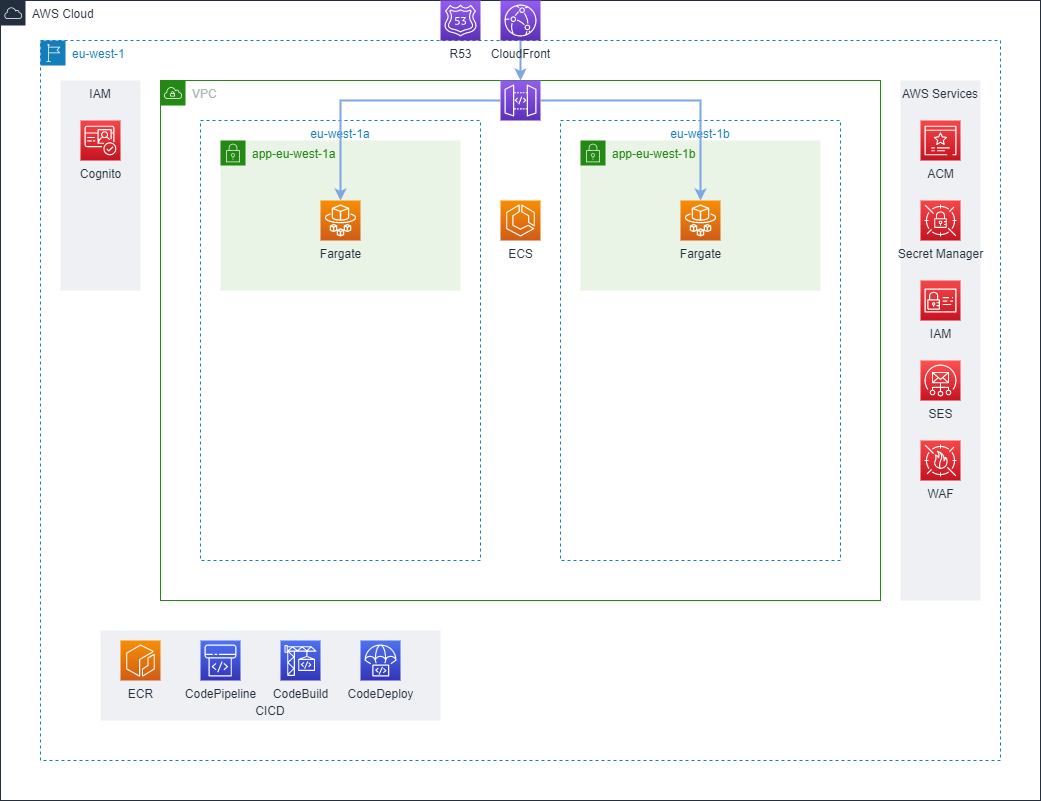 AWS Cloud
53
R53
CloudFront
eu-west-1
IAM
VPC
AWS Services
eu-west-1a
eu-west-1b
app-eu-west-1a
app-eu-west-1b
Cognito
ACM
Fargate
ECS
Fargate
Secret Manager
IAM
SES
WAF
ECR
CodePipeline
CodeBuild
CodeDeploy
CICD